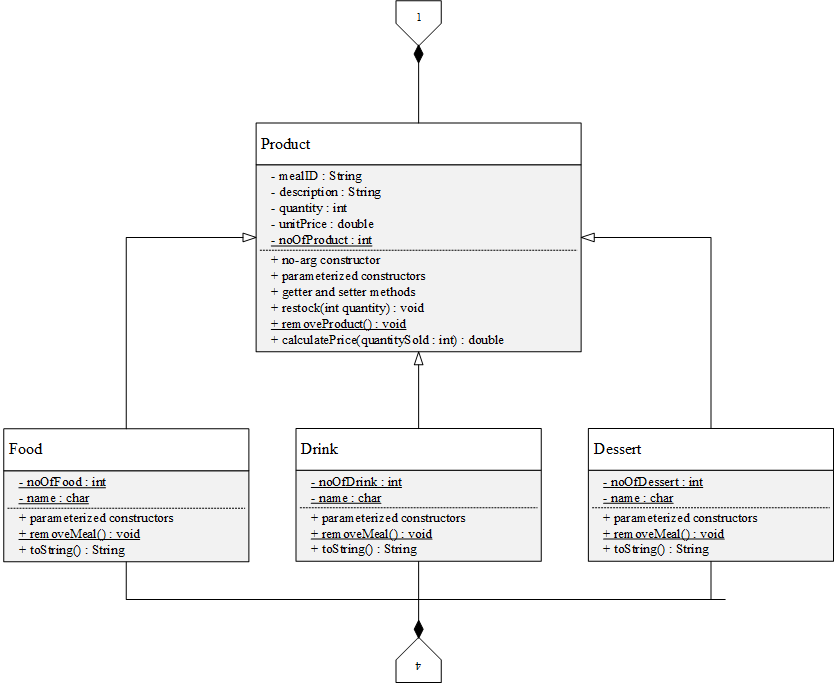 1
Product
- mealID : String
- description : String
- quantity : int
- unitPrice : double
- noOfProduct : int
+ no-arg constructor
+ parameterized constructors
+ getter and setter methods
+ restock(int quantity) : void
+ removeProduct() : void
+ calculatePrice(quantitySold : int) : double
Food
- noOfFood : int
- name : char
+ parameterized constructors
+ removeMeal() : void
+ toString() : String
Drink
- noOfDrink : int
- name : char
+ parameterized constructors
+ removeMeal() : void
+ toString() : String
Dessert
- noOfDessert : int
- name : char
+ parameterized constructors
+ removeMeal() : void
+ toString() : String
4